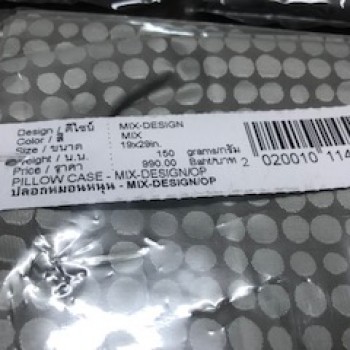 Design / ดีไซน์ : MIX-DESIGN
Color / สี : MIX
Size / ขนาด : 19x29in.
Weight / น.น. : 150 grams/กรัม
Price / ราคา : 990.00 Baht/บาท
PILLOW CASE - MIX-DESIGN/OP
ปลอกหมอนหนุน - MIX-DESIGN/OP
2 020010 114